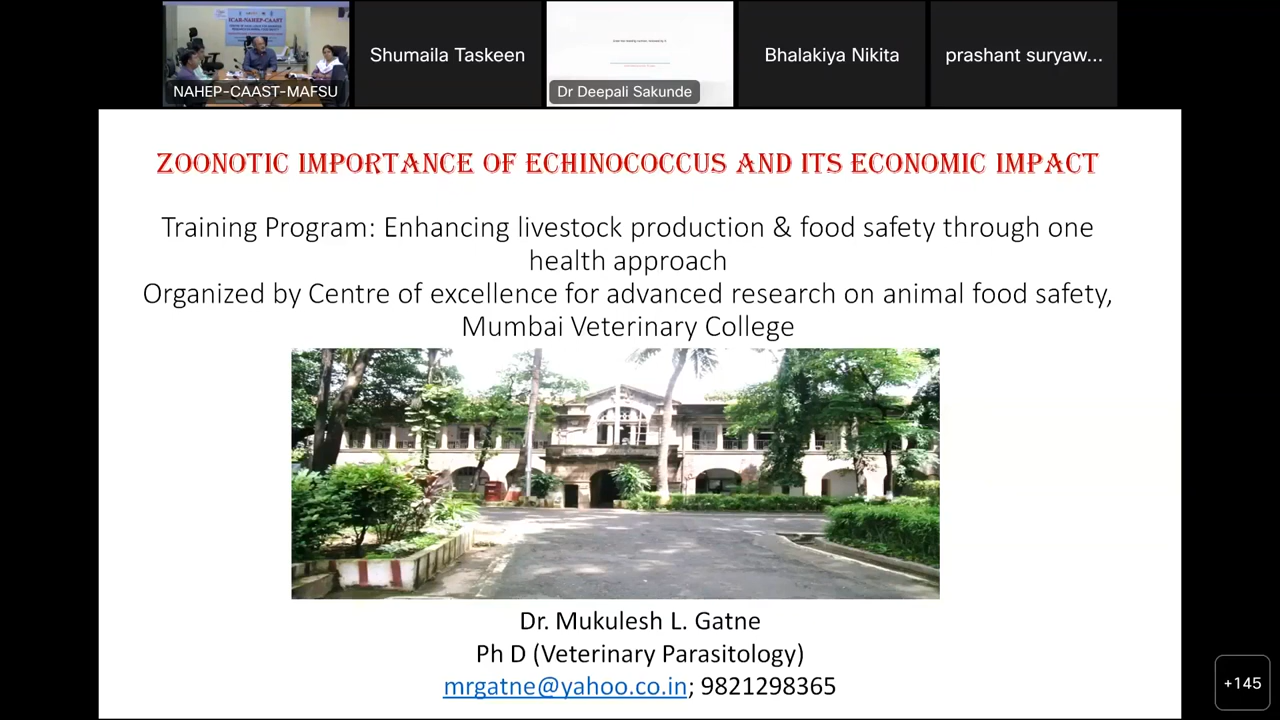 ICAR-NAHEP-CAAST
NAHEP-CAAST-MAFSU
Shumaila Taskeen
Dr Deepali Sakunde
Bhalakiya Nikita
prashant suryaw...
ZOONOTIC IMPORTANCE OF ECHINOCOCCUS AND ITS ECONOMIC IMPACT
Training Program: Enhancing livestock production & food safety through one
health approach
Organized by Centre of excellence for advanced research on animal food safety,
Mumbai Veterinary College
Dr. Mukulesh L. Gatne
Ph D (Veterinary Parasitology)
mrgatne@yahoo.co.in; 9821298365
+145